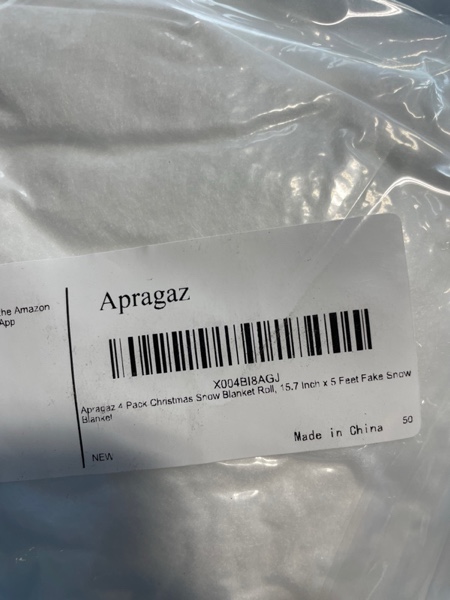 he Amazon
App
Apragaz
X004BI8AGJ
Apragaz 4 Pack Christmas Snow Blanket Roll, 15.7 Inch x 5 Feet Fake Snow
Blanket
NEW
Made in China
50